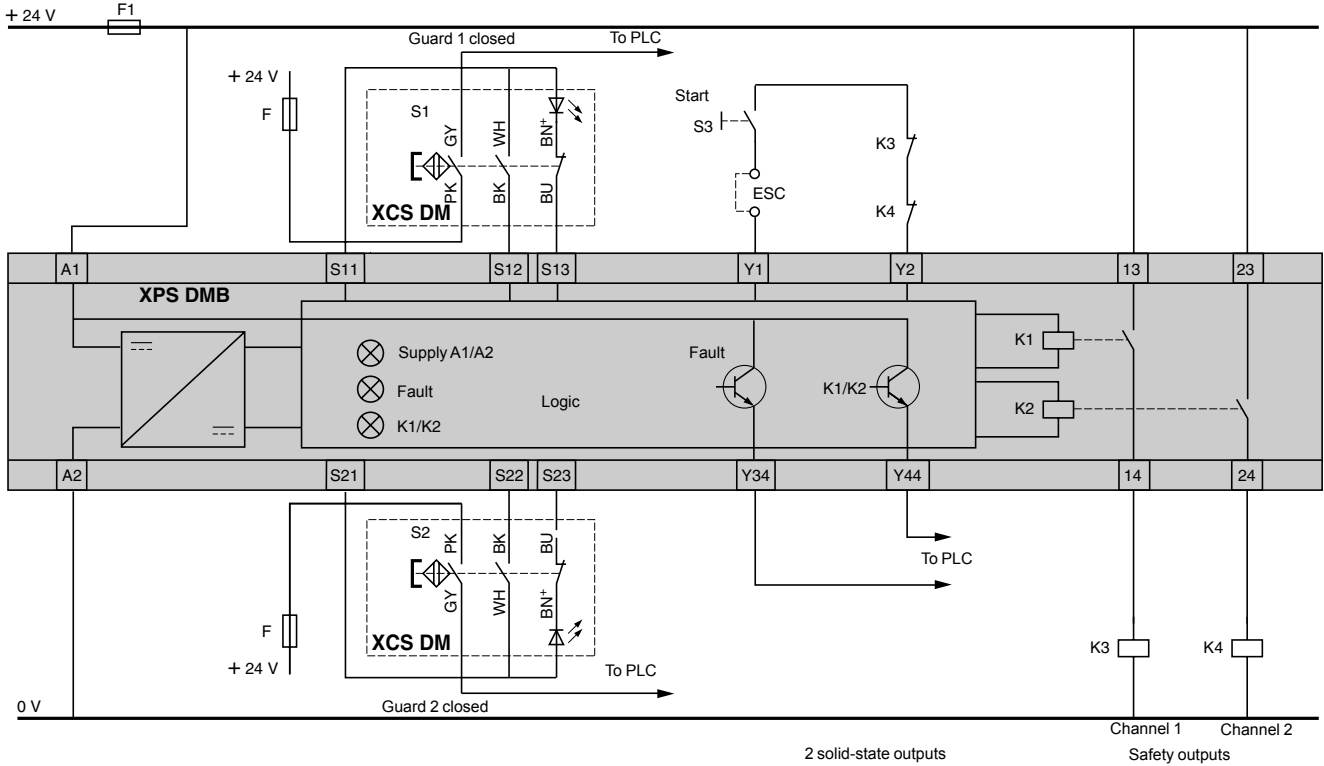 + 24 V
F1
Guard 1 closed
To PLC
+ 24 V
F
S1
GY
WH
BN+
PK
BK
BU
XCS DM
Start
S3
ESC
K3
K4
A1
S11
S12
S13
Y1
Y2
13
23
XPS DMB
Supply A1/A2
Fault
K1/K2
Logic
Fault
K1/K2
K1
K2
A2
S21
S22
S23
Y34
Y44
14
24
S2
PK
BK
BU
GY
WH
BN+
XCS DM
F
+ 24 V
To PLC
To PLC
K3
K4
0 V
Guard 2 closed
Channel 1
Channel 2
2 solid-state outputs
Safety outputs